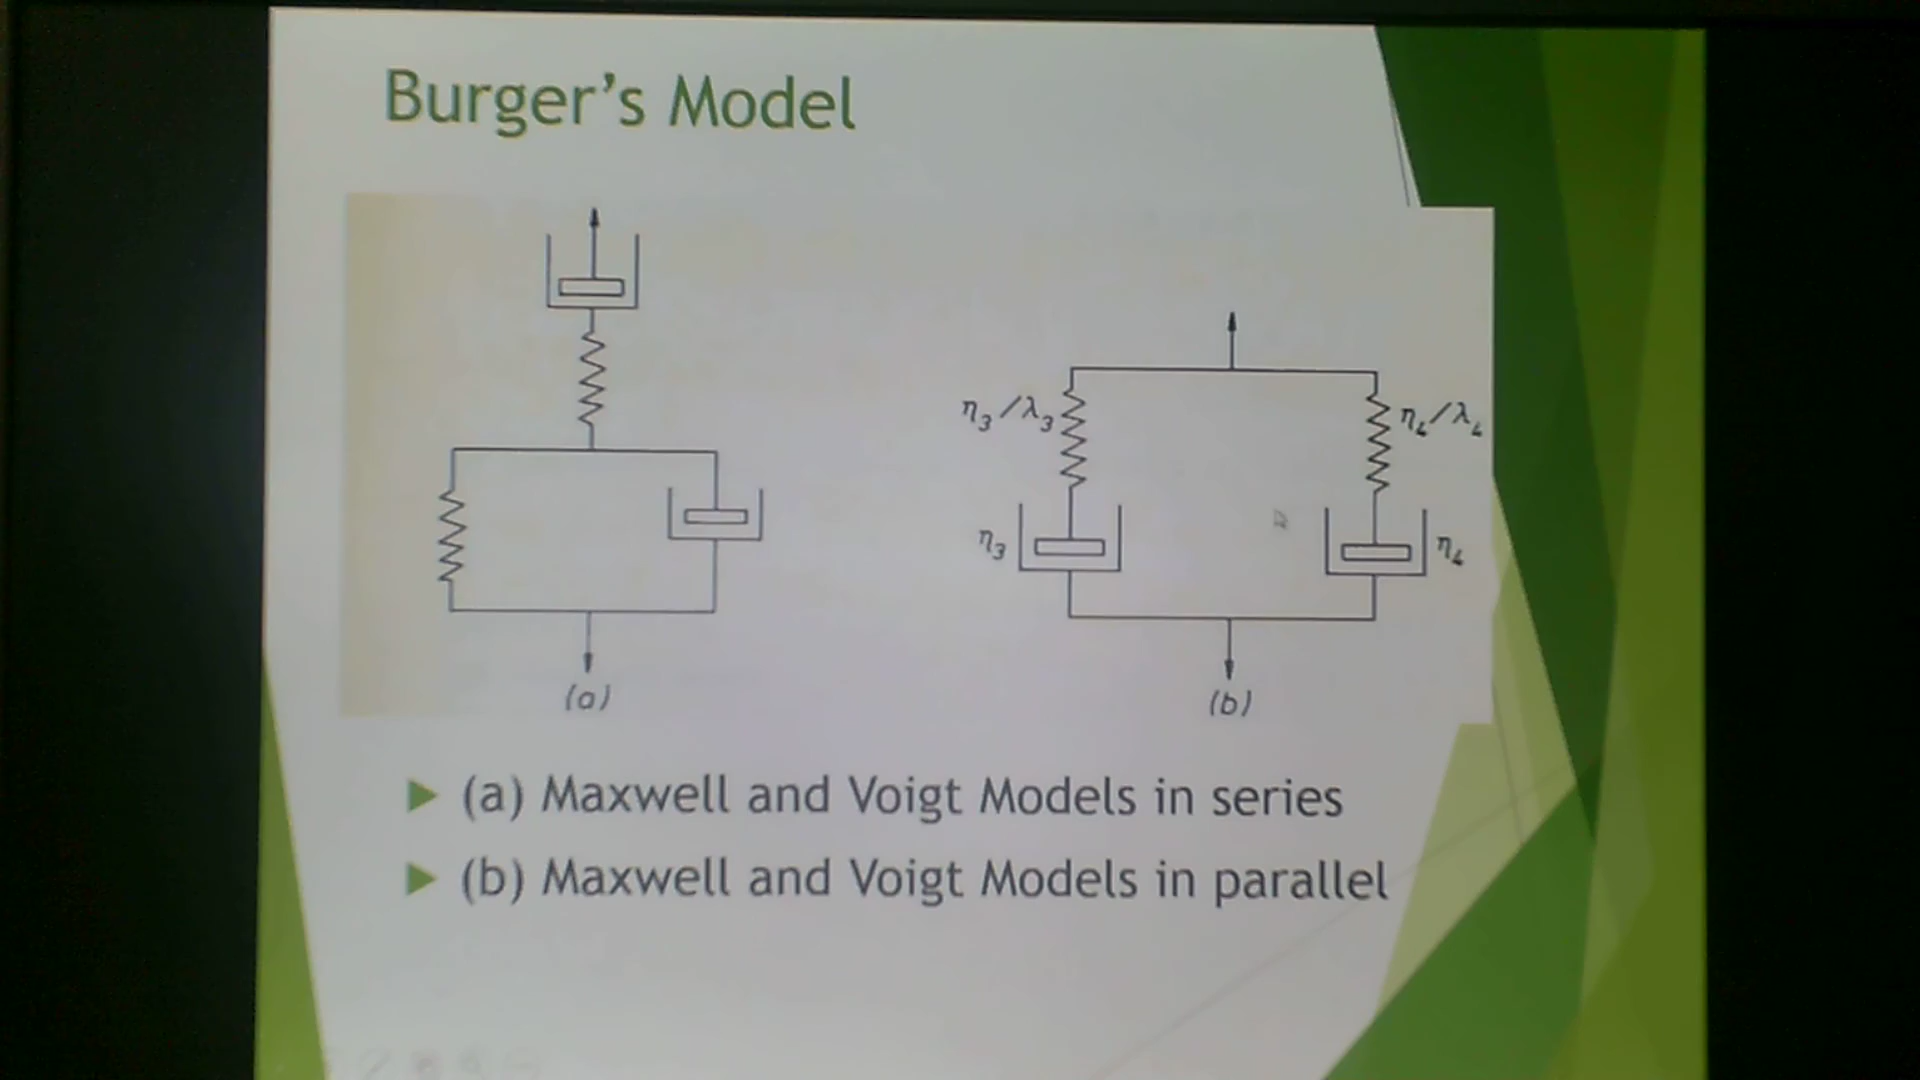 Burger's Model
η3/λ3
η4/λ4
η3
η4
(a)
(b)
(a) Maxwell and Voigt Models in series
(b) Maxwell and Voigt Models in parallel